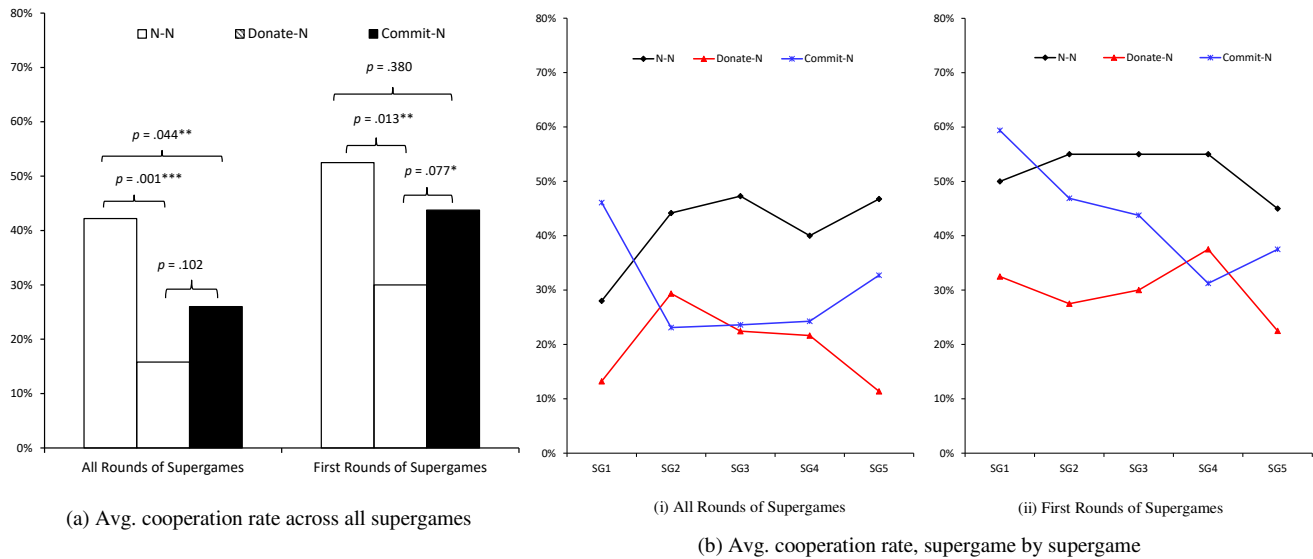 N-N Donate-N Commit-N
80%
70%
60%
50%
40%
30%
20%
10%
0%
p = .380
p = .013**
p = .044**
p = .077*
p = .001***
p = .102
All Rounds of Supergames First Rounds of Supergames
(a) Avg. cooperation rate across all supergames
80%
70%
60%
50%
40%
30%
20%
10%
0%
N-N Donate-N Commit-N
SG1 SG2 SG3 SG4 SG5
(i) All Rounds of Supergames
80%
70%
60%
50%
40%
30%
20%
10%
0%
N-N Donate-N Commit-N
SG1 SG2 SG3 SG4 SG5
(ii) First Rounds of Supergames
(b) Avg. cooperation rate, supergame by supergame